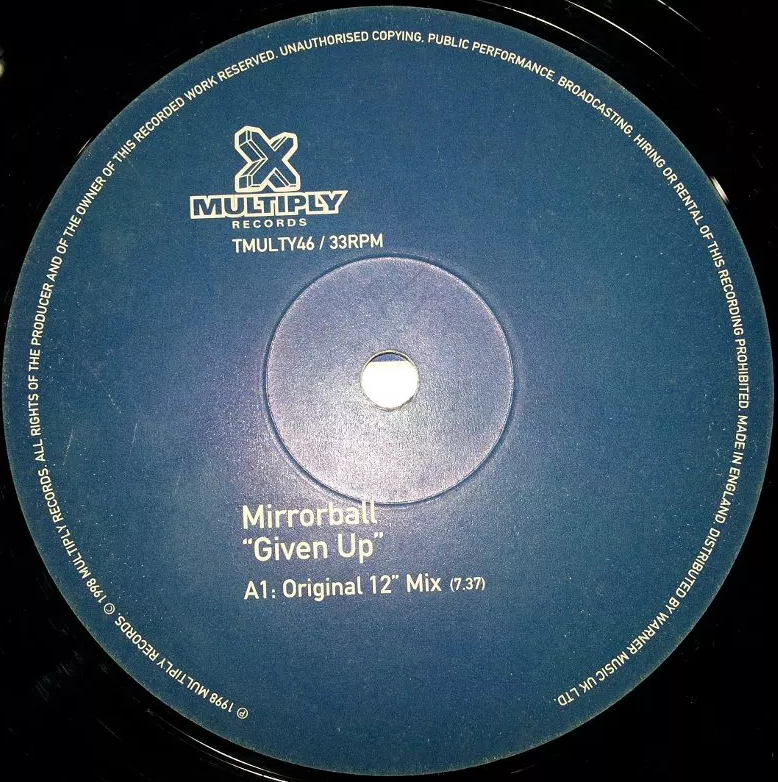 MULTIPLY
RECORDS
TMULTY46 / 33RPM
Mirrorball
“Given Up”
A1: Original 12” Mix (7.37)
℗ 1998 MULTIPLY RECORDS. © 1998 MULTIPLY RECORDS. ALL RIGHTS OF THE PRODUCER AND OF THE OWNER OF THIS RECORDED WORK RESERVED. UNAUTHORISED COPYING, PUBLIC PERFORMANCE, BROADCASTING, HIRING OR RENTAL OF THIS RECORDING PROHIBITED. MADE IN ENGLAND. DISTRIBUTED BY WARNER MUSIC UK LTD.